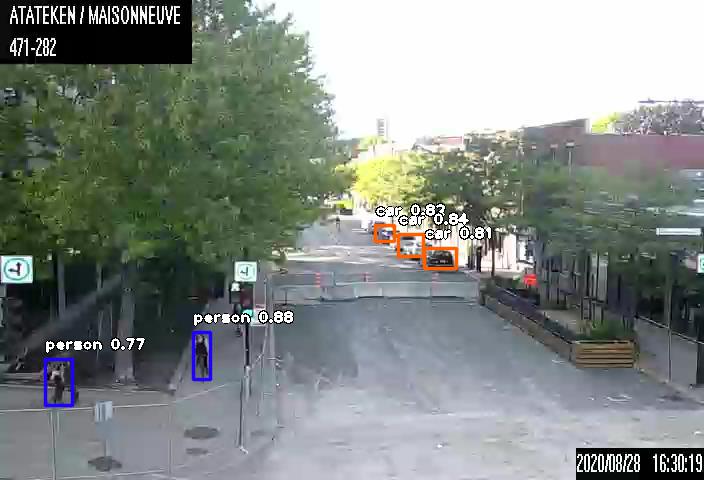 ATATEKEN / MAISONNEUVE
471-282
car 0.82
car 0.84
car 0.81
person 0.88
person 0.77
2020/08/28 16:30:19